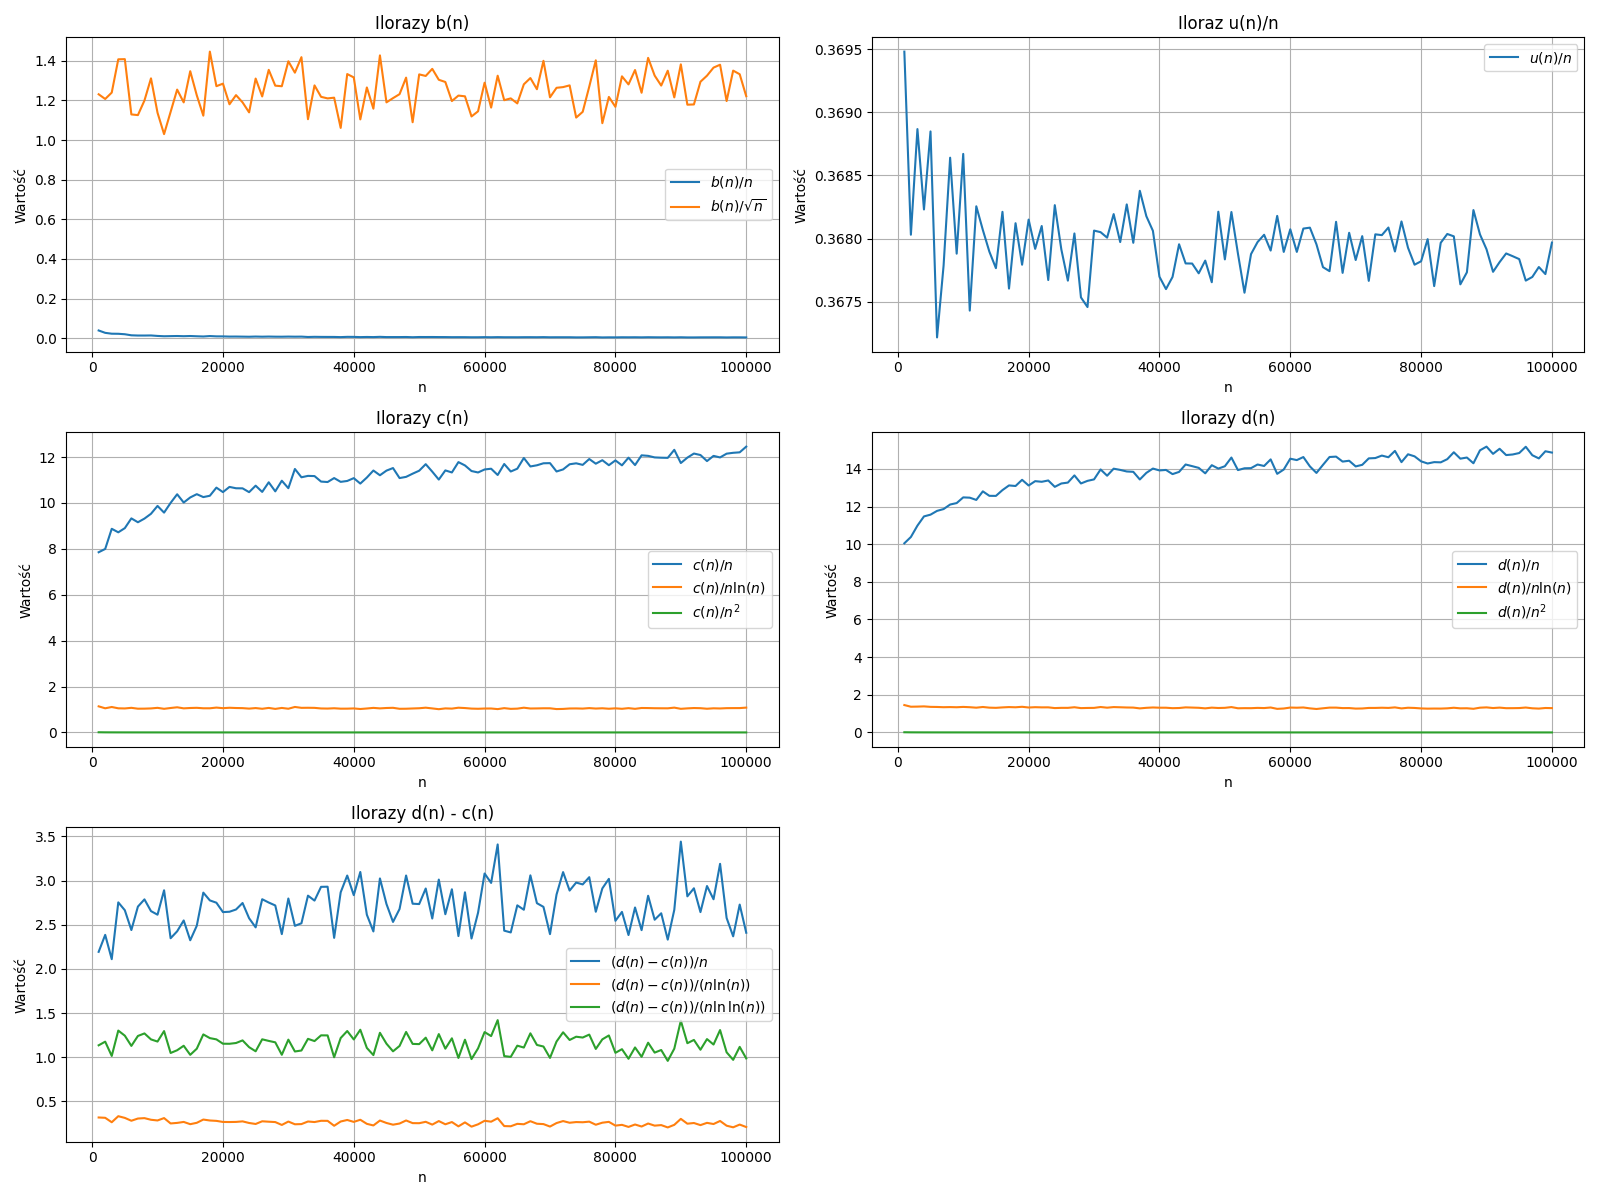 Ilorazy b(n)
Wartość
1.4
1.2
1.0
0.8
0.6
0.4
0.2
0.0
b(n)/n
b(n)/√n
0 20000 40000 60000 80000 100000
n
Iloraz u(n)/n
Wartość
0.3695
0.3690
0.3685
0.3680
0.3675
u(n)/n
0 20000 40000 60000 80000 100000
n
Ilorazy c(n)
Wartość
12
10
8
6
4
2
0
c(n)/n
c(n)/nln(n)
c(n)/n²
0 20000 40000 60000 80000 100000
n
Ilorazy d(n)
Wartość
14
12
10
8
6
4
2
0
d(n)/n
d(n)/nln(n)
d(n)/n²
0 20000 40000 60000 80000 100000
n
Ilorazy d(n) - c(n)
Wartość
3.5
3.0
2.5
2.0
1.5
1.0
0.5
(d(n) − c(n))/n
(d(n) − c(n))/(nln(n))
(d(n) − c(n))/(nln ln(n))
0 20000 40000 60000 80000 100000
n